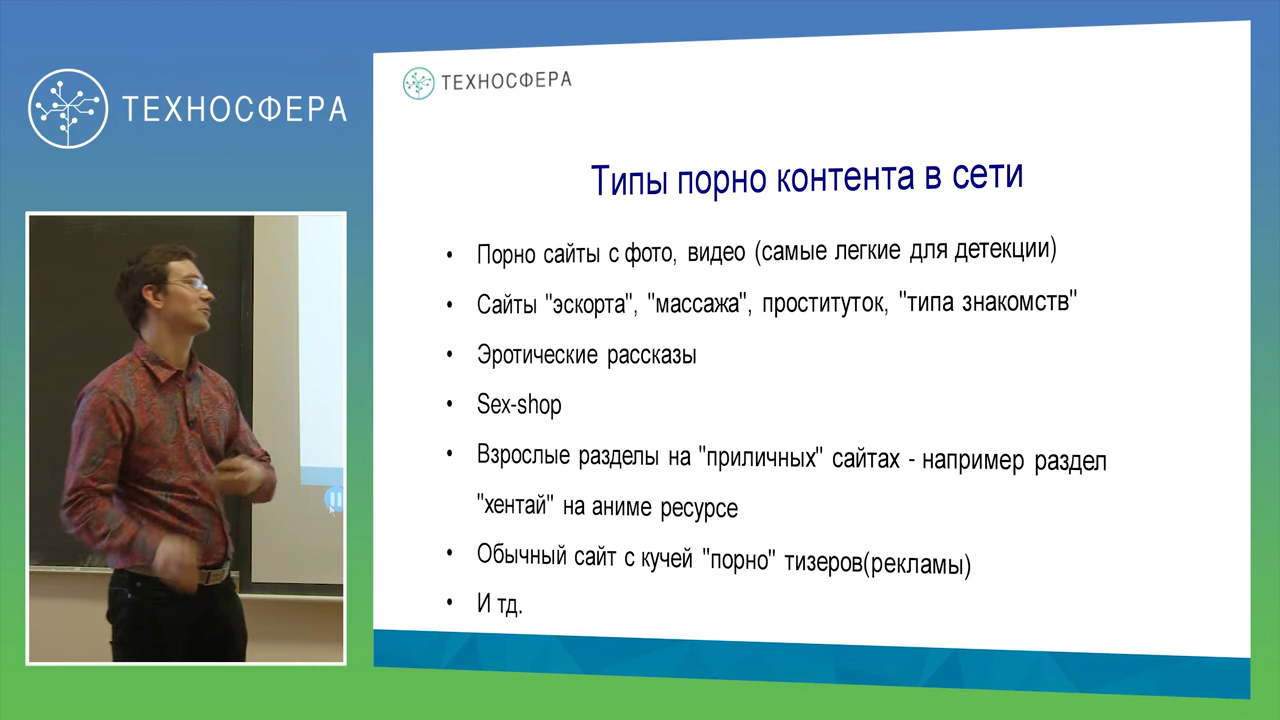 ТЕХНОСФЕРА
ТЕХНОСФЕРА
Типы порно контента в сети
• Порно сайты с фото, видео (самые легкие для детекции)
• Сайты "эскорта", "массажа", проституток, "типа знакомств"
• Эротические рассказы
• Sex-shop
• Взрослые разделы на "приличных" сайтах - например раздел
"хентай" на аниме ресурсе
• Обычный сайт с кучей "порно" тизеров(рекламы)
• И тд.